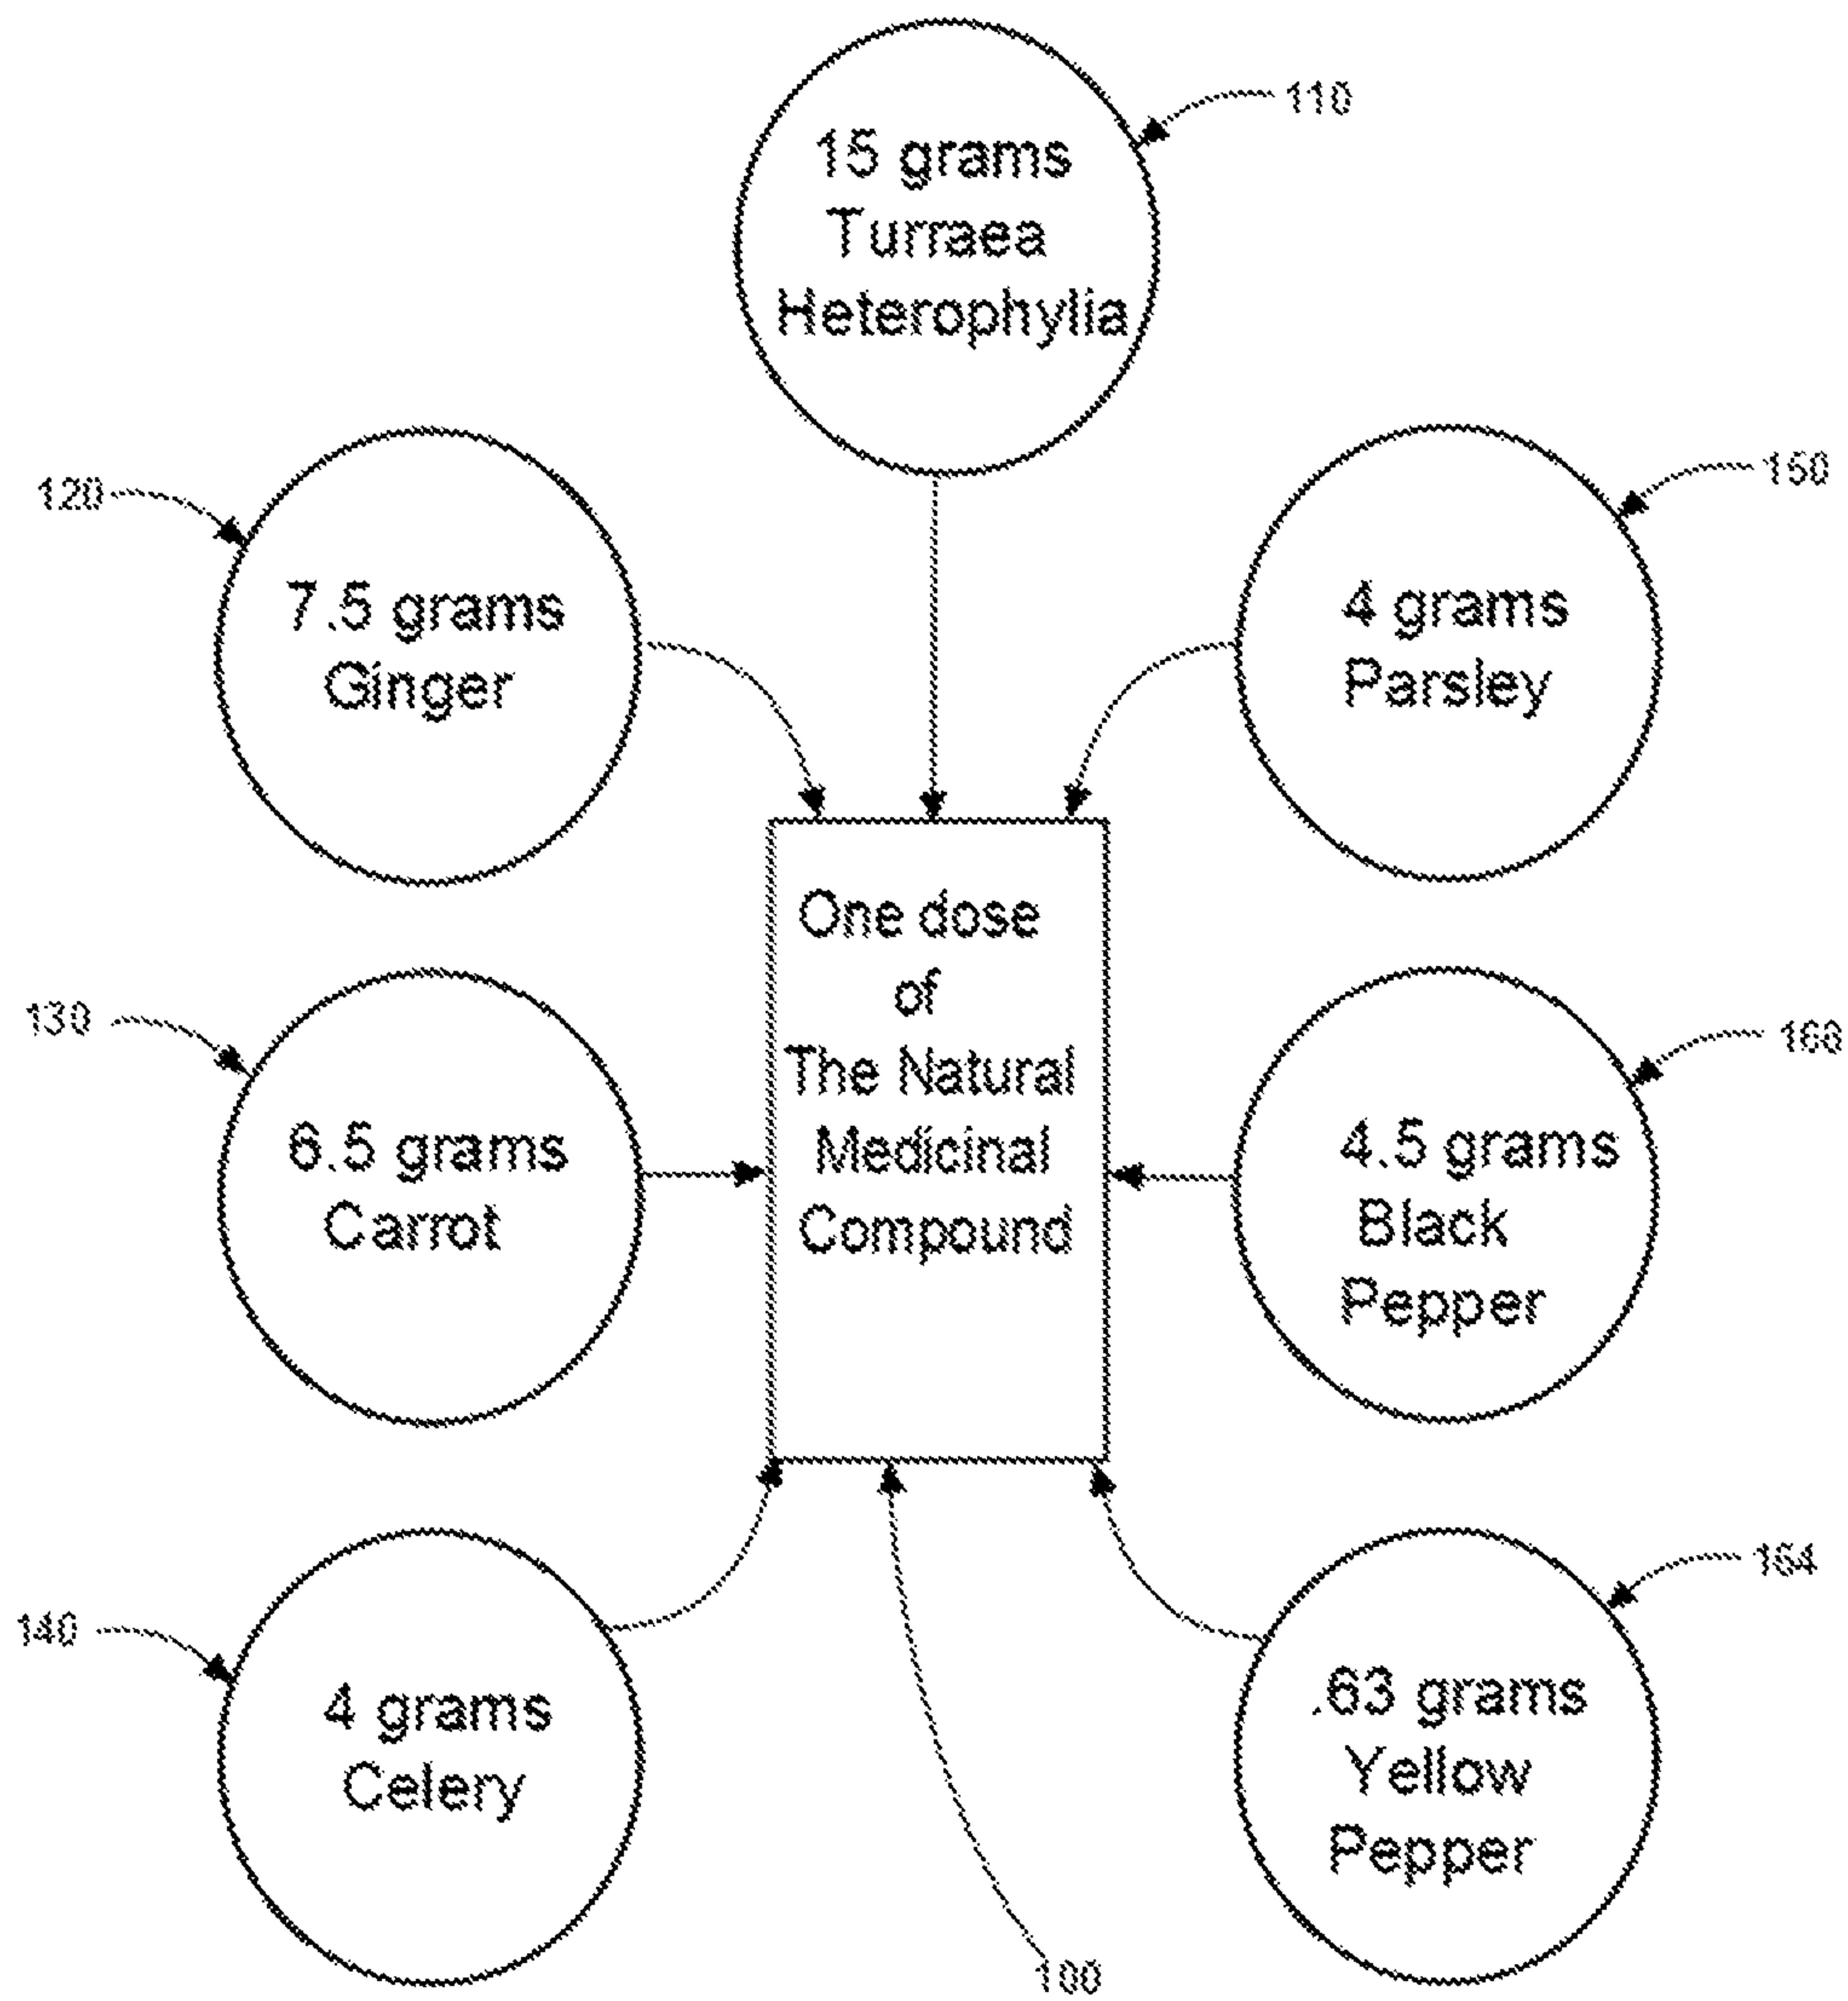 110
15 grams
Turraea
Heterophylia
120
7.5 grams
Ginger
150
4 grams
Parsley
One dose
of
The Natural
Medicinal
Compound
130
6.5 grams
Carrot
4.5 grams
Black
Pepper
140
4 grams
Celery
164
.63 grams
Yellow
Pepper
100